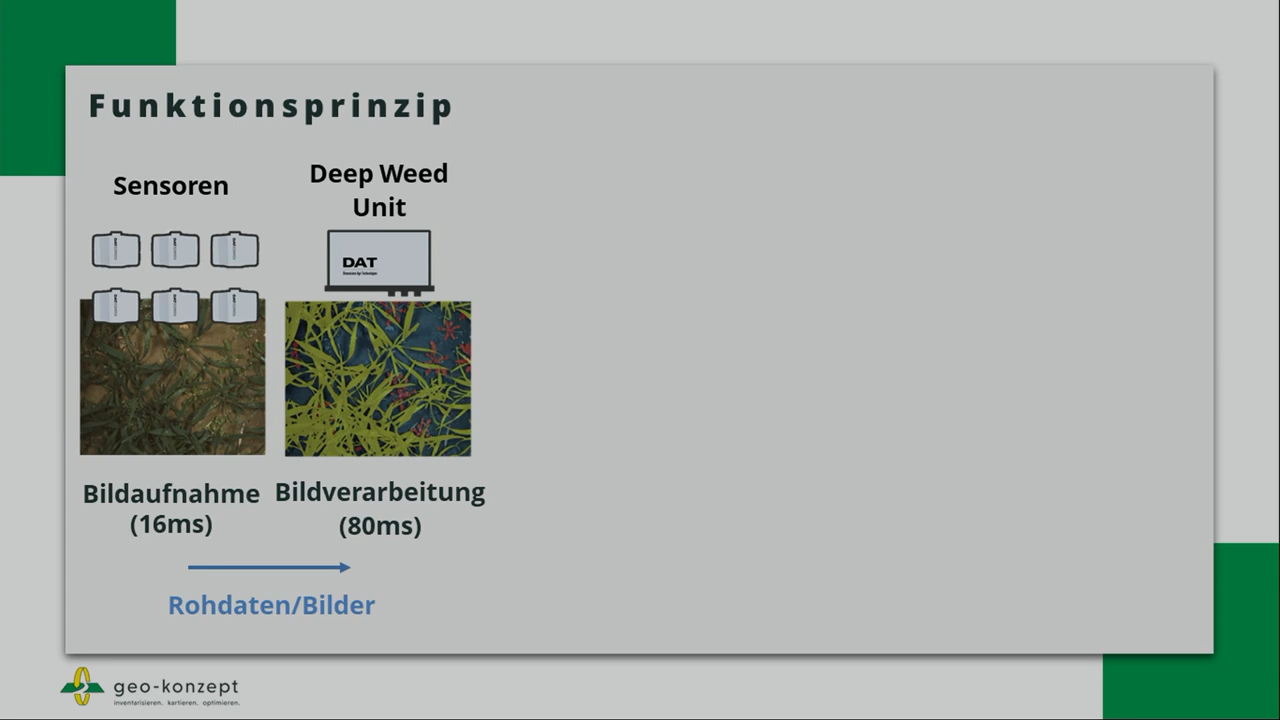 Funktionsprinzip
Sensoren
Deep Weed
Unit
DAT
Bildaufnahme
(16ms)
Bildverarbeitung
(80ms)
Rohdaten/Bilder
geo-konzept
inventarisieren. kartieren. optimieren.